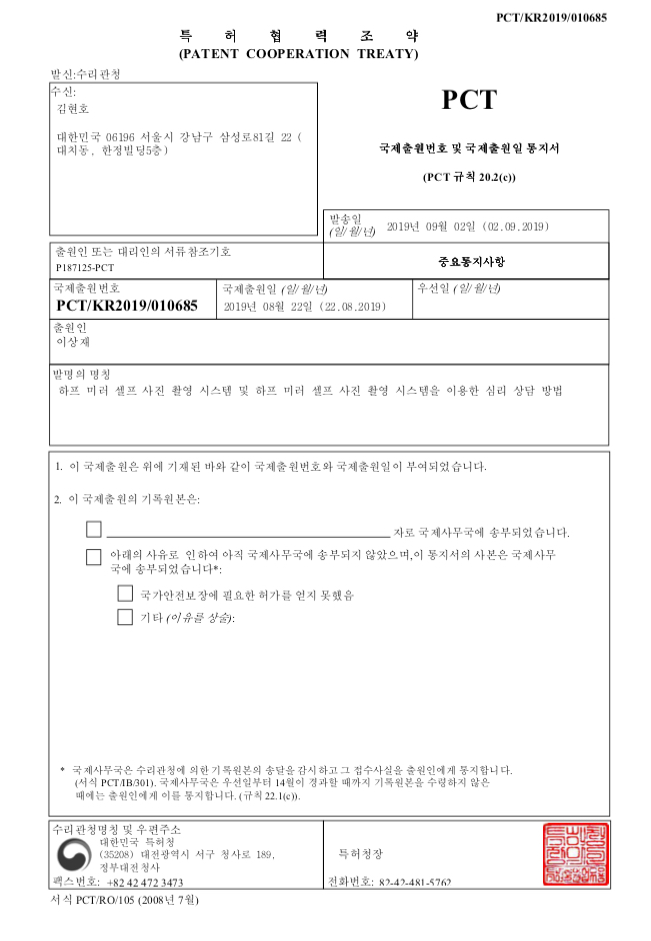 PCT/KR2019/010685
특 허 협 력 조 약
(PATENT COOPERATION TREATY)
발신:수리관청
수신:
김현호
대한민국 06196 서울시 강남구 삼성로81길 22 (
대치동, 한정빌딩5층)
PCT
국제출원번호 및 국제출원일 통지서
(PCT 규칙 20.2(c))
발송일
(일/월/년) 2019년 09월 02일 (02.09.2019)
출원인 또는 대리인의 서류참조기호
P187125-PCT
중요통지사항
국제출원번호
PCT/KR2019/010685
국제출원일 (일/월/년)
2019년 08월 22일 (22.08.2019)
우선일 (일/월/년)
출원인
이상재
발명의 명칭
하프 미러 셀프 사진 촬영 시스템 및 하프 미러 셀프 사진 촬영 시스템을 이용한 심리 상담 방법
1. 이 국제출원은 위에 기재된 바와 같이 국제출원번호와 국제출원일이 부여되었습니다.
2. 이 국제출원의 기록원본은:
자로 국제사무국에 송부되었습니다.
아래의 사유로 인하여 아직 국제사무국에 송부되지 않았으며,이 통지서의 사본은 국제사무
국에 송부되었습니다*:
국가안전보장에 필요한 허가를 얻지 못했음
기타 (이유를 상술):
* 국제사무국은 수리관청에 의한 기록원본의 송달을 감시하고 그 접수사실을 출원인에게 통지합니다.
(서식 PCT/IB/301). 국제사무국은 우선일부터 14월이 경과할 때까지 기록원본을 수령하지 않은
때에는 출원인에게 이를 통지합니다. (규칙 22.1(c)).
수리관청명칭 및 우편주소
대한민국 특허청
(35208) 대전광역시 서구 청사로 189,
정부대전청사
팩스번호: +82 42 472 3473
특허청장
전화번호: 82-42-481-5762
서식 PCT/RO/105 (2008년 7월)